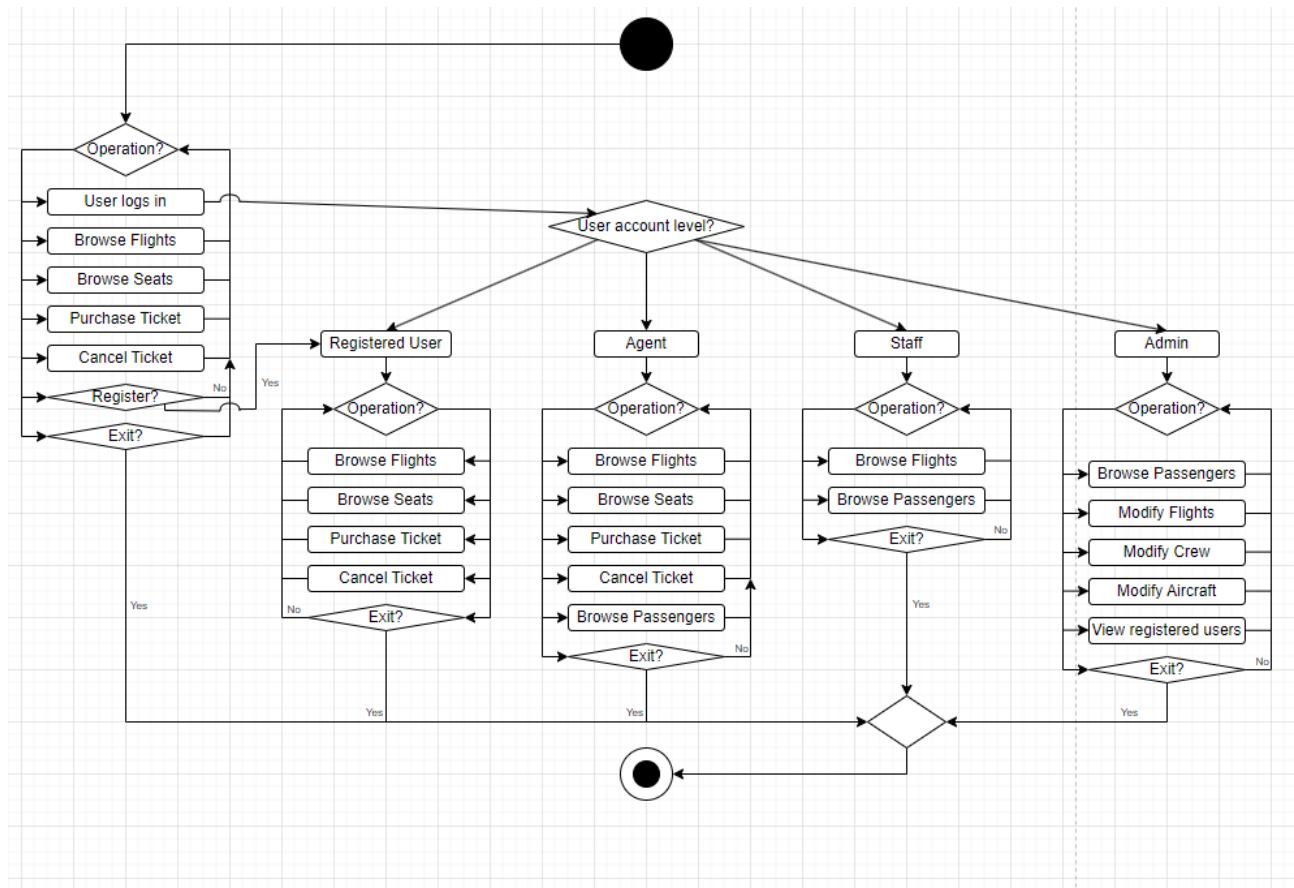 Operation?
User logs in
Browse Flights
Browse Seats
Purchase Ticket
Cancel Ticket
Register?
No
Yes
Exit?
Yes
User account level?
Registered User
Operation?
Browse Flights
Browse Seats
Purchase Ticket
Cancel Ticket
No
Exit?
Yes
Agent
Operation?
Browse Flights
Browse Seats
Purchase Ticket
Cancel Ticket
Browse Passengers
Exit?
No
Yes
Staff
Operation?
Browse Flights
Browse Passengers
Exit?
No
Yes
Admin
Operation?
Browse Passengers
Modify Flights
Modify Crew
Modify Aircraft
View registered users
Exit?
No
Yes